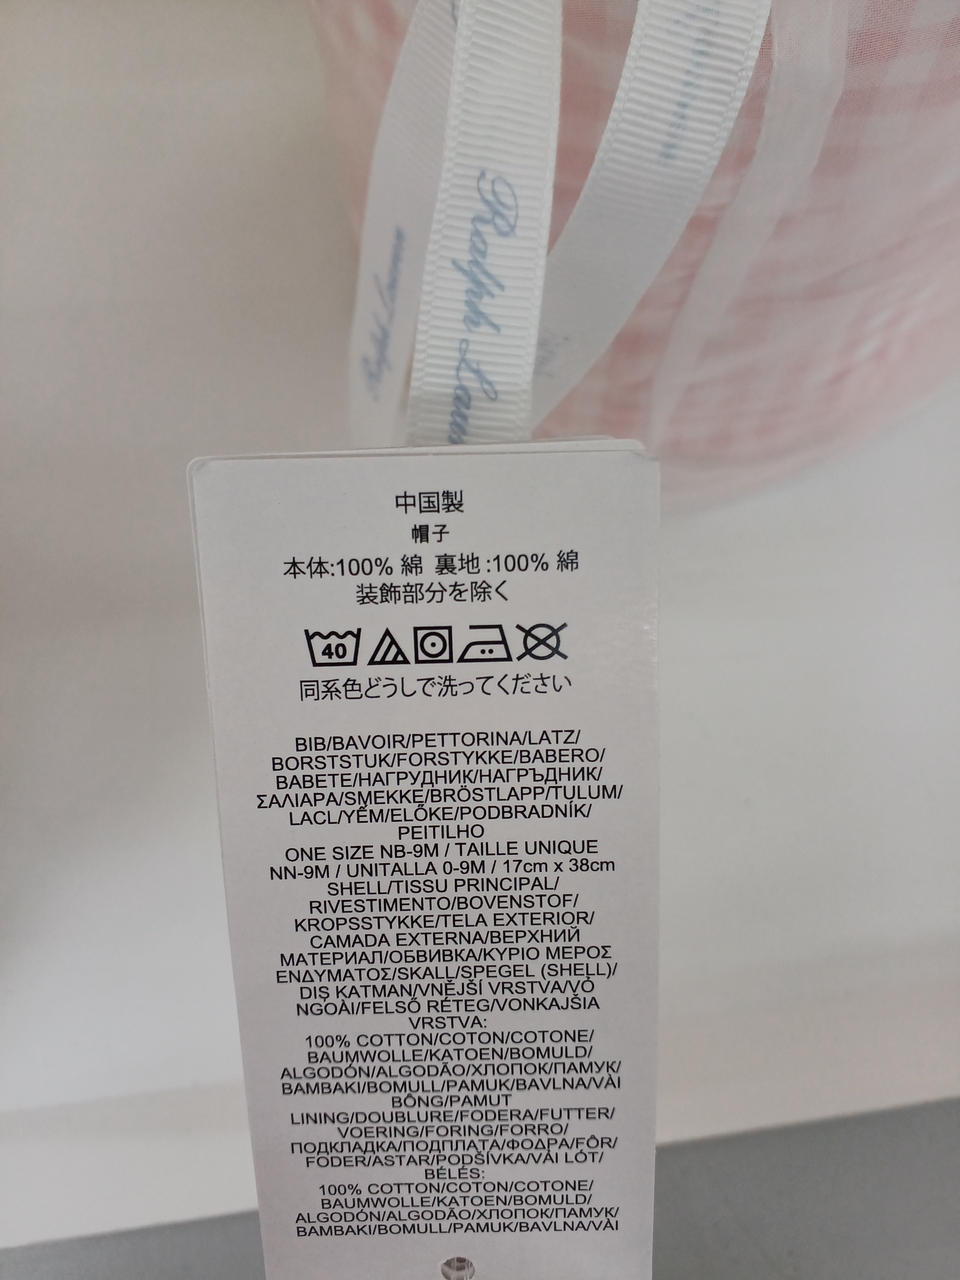 Ralph Lau
中国製
帽子
本体:100% 綿 裏地:100% 綿
装飾部分を除く
40
同系色どうしで洗ってください
BIB/BAVOIR/PETTORINA/LATZ/
BORSTSTUK/FORSTYKKE/BABERO/
BABETE/НАГРУДНИК/НАГРЪДНИК/
ΣΑΛΙΑΡΑ/SMEKKE/BRÖSTLAPP/TULUM/
LACL/YẾM/ELŐKE/PODBRADNÍK/
PEITILHO
ONE SIZE NB-9M / TAILLE UNIQUE
NN-9M / UNITALLA 0-9M / 17cm x 38cm
SHELL/TISSU PRINCIPAL/
RIVESTIMENTO/BOVENSTOF/
KROPSSTYKKE/TELA EXTERIOR/
CAMADA EXTERNA/ВЕРХНИЙ
МАТЕРИАЛ/ОБВИВКА/ΚΥΡΙΟ ΜΕΡΟΣ
ΕΝΔΥΜΑΤΟΣ/SKALL/SPEGEL (SHELL)/
DIŞ KATMAN/VNĚJŠÍ VRSTVA/VỎ
NGOÀI/FELSŐ RÉTEG/VONKAJŠIA
VRSTVA:
100% COTTON/COTON/COTONE/
BAUMWOLLE/KATOEN/BOMULD/
ALGODÓN/ALGODÃO/ХЛОПОК/ПАМУК/
BAMBAKI/BOMULL/PAMUK/BAVLNA/VẢI
BÔNG/PAMUT
LINING/DOUBLURE/FODERA/FUTTER/
VOERING/FORING/FORRO/
ПОДКЛАДКА/ПОДПЛАТА/ΦΟΔΡΑ/FÔR/
FODER/ASTAR/PODŠÍVKA/VẢI LÓT/
BÉLÉS:
100% COTTON/COTON/COTONE/
BAUMWOLLE/KATOEN/BOMULD/
ALGODÓN/ALGODÃO/ХЛОПОК/ПАМУК/
BAMBAKI/BOMULL/PAMUK/BAVLNA/VẢI